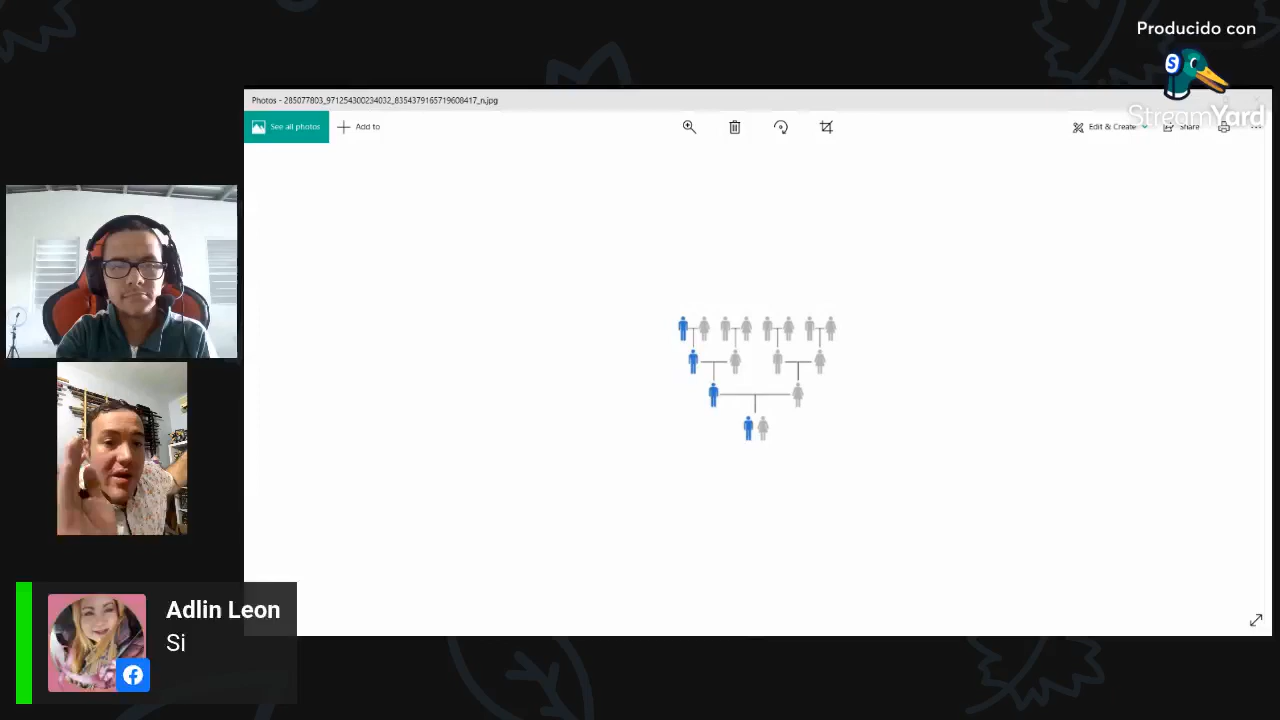 Producido con
StreamYard
Photos - 285077803_971254300234032_8354379165719608417_n.jpg
See all photos
Add to
Edit & Create
Share
Adlin Leon
Si